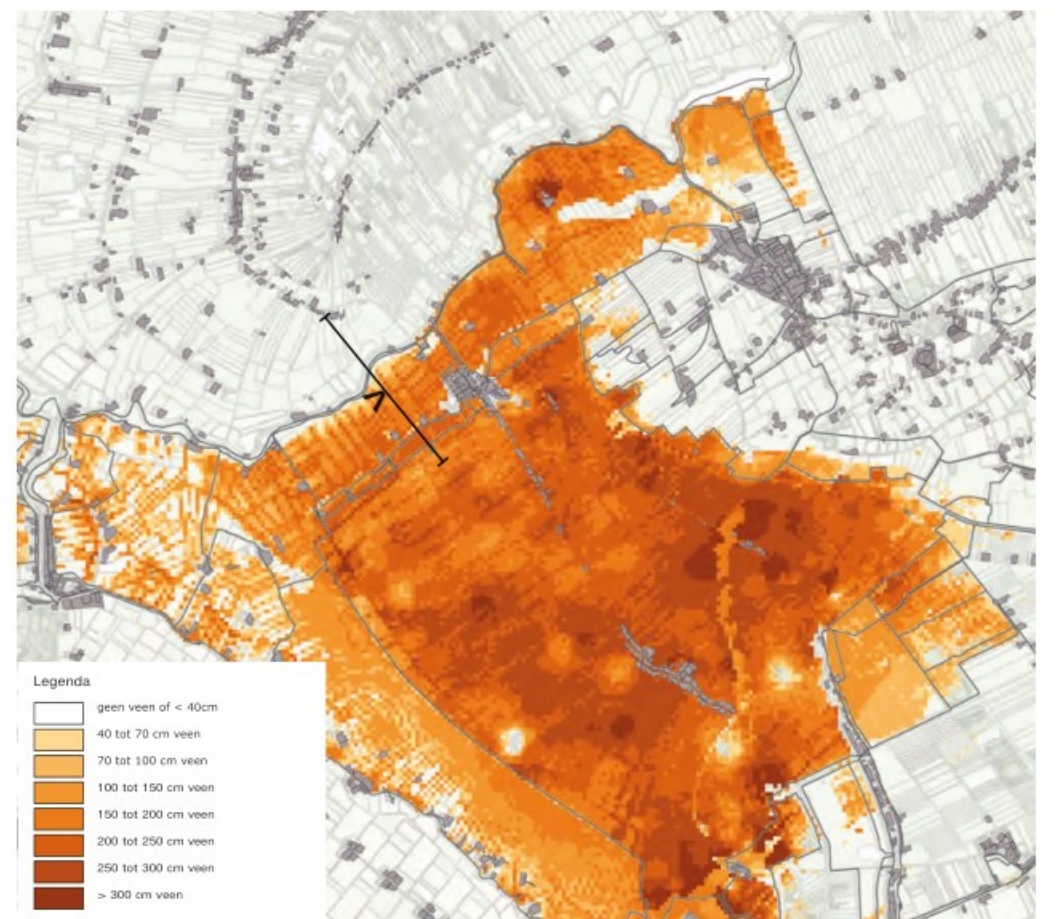 A
Legenda
geen veen of < 40cm
40 tot 70 cm veen
70 tot 100 cm veen
100 tot 150 cm veen
150 tot 200 cm veen
200 tot 250 cm veen
250 tot 300 cm veen
> 300 cm veen